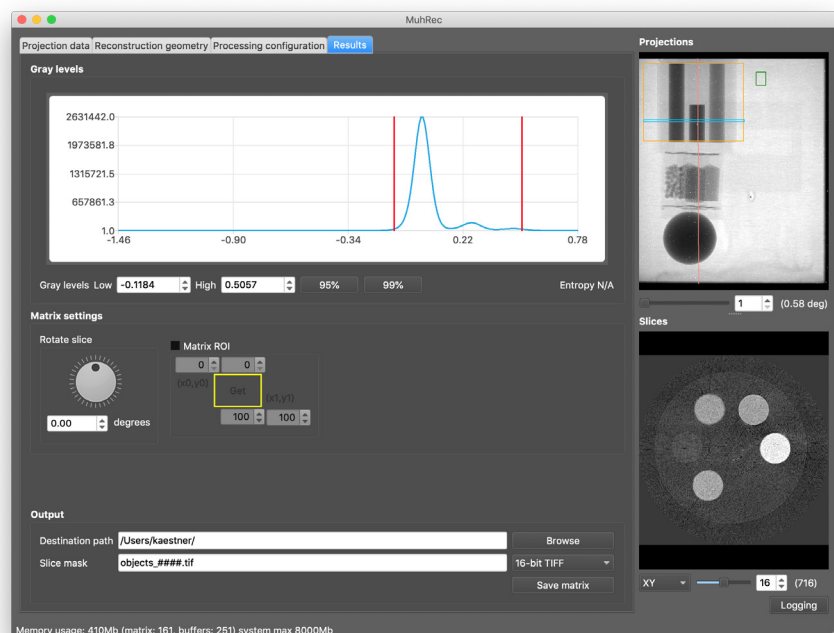 MuhRec
Projection data Reconstruction geometry Processing configuration Results
Gray levels
2631442.0
1973581.8
1315721.5
657861.3
1.0
-1.46 -0.90 -0.34 0.22 0.78
Gray levels Low -0.1184 High 0.5057 95% 99% Entropy N/A
Matrix settings
Rotate slice
0.00 degrees
Matrix ROI
0 0
(x0,y0) Get (x1,y1)
100 100
Output
Destination path /Users/kaestner/ Browse
Slice mask objects_####.tif 16-bit TIFF
Save matrix
Memory usage: 410Mb (matrix: 161, buffers: 251) system max 8000Mb
Projections
1 (0.58 deg)
Slices
XY 16 (716)
Logging